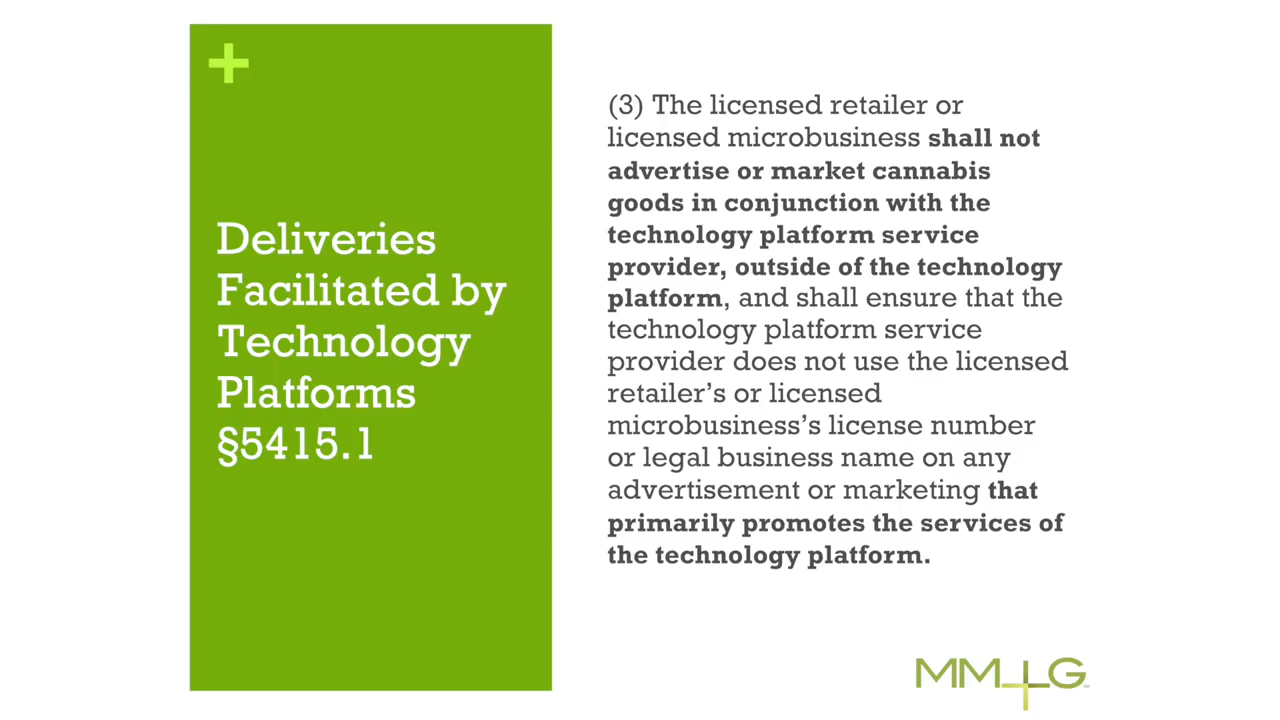 +
Deliveries
Facilitated by
Technology
Platforms
§5415.1
(3) The licensed retailer or
licensed microbusiness shall not
advertise or market cannabis
goods in conjunction with the
technology platform service
provider, outside of the technology
platform, and shall ensure that the
technology platform service
provider does not use the licensed
retailer’s or licensed
microbusiness’s license number
or legal business name on any
advertisement or marketing that
primarily promotes the services of
the technology platform.
MMLG™